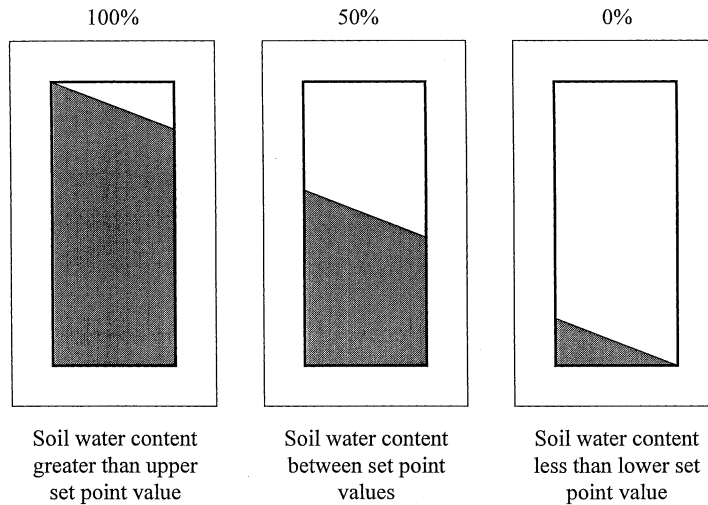 100%
50%
0%
Soil water content
greater than upper
set point value
Soil water content
between set point
values
Soil water content
less than lower set
point value